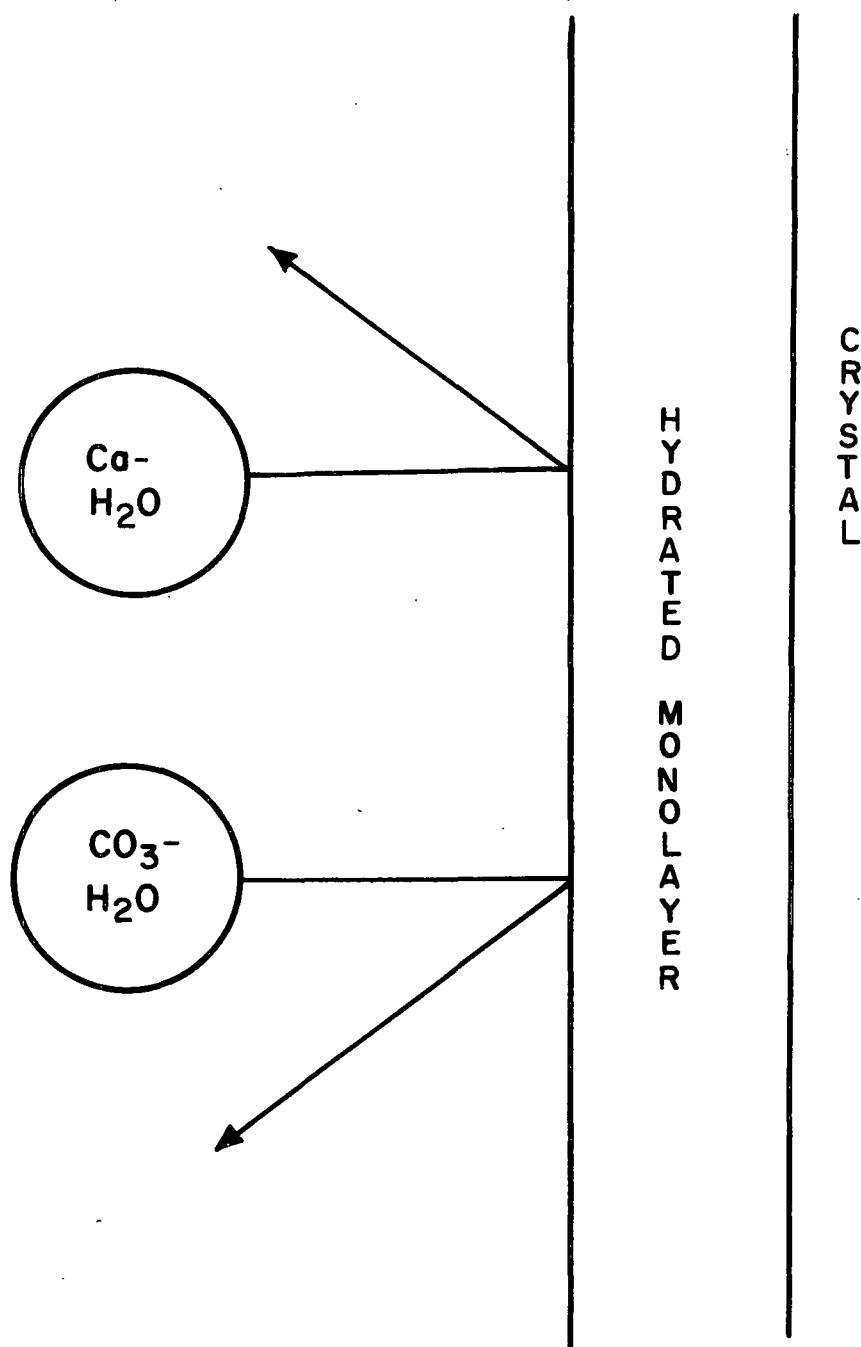 Ca-
H₂O
CO₃-
H₂O
HYDRATED MONOLAYER
CRYSTAL